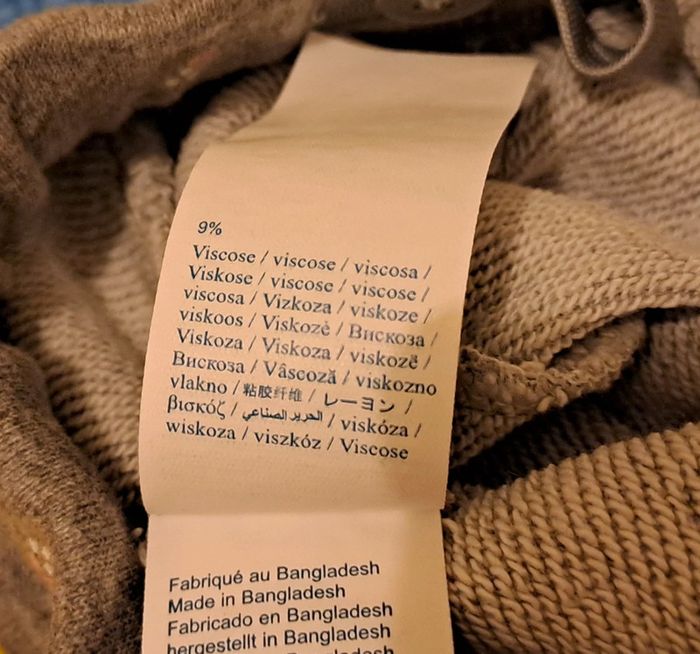 9%
Viscose / viscose / viscosa /
Viskose / viscose / viscose /
viscosa / Vizkoza / viskoze /
viskoos / Viskozė / Вискоза /
Viskoza / Viskoza / viskozë /
Вискоза / Vâscoză / viskozno
vlakno / 粘胶纤维 / レーヨン /
βισκόζ / الحرير الصناعي / viskóza /
wiskoza / viszkóz / Viscose
Fabriqué au Bangladesh
Made in Bangladesh
Fabricado en Bangladesh
hergestellt in Bangladesh
Bangladesh